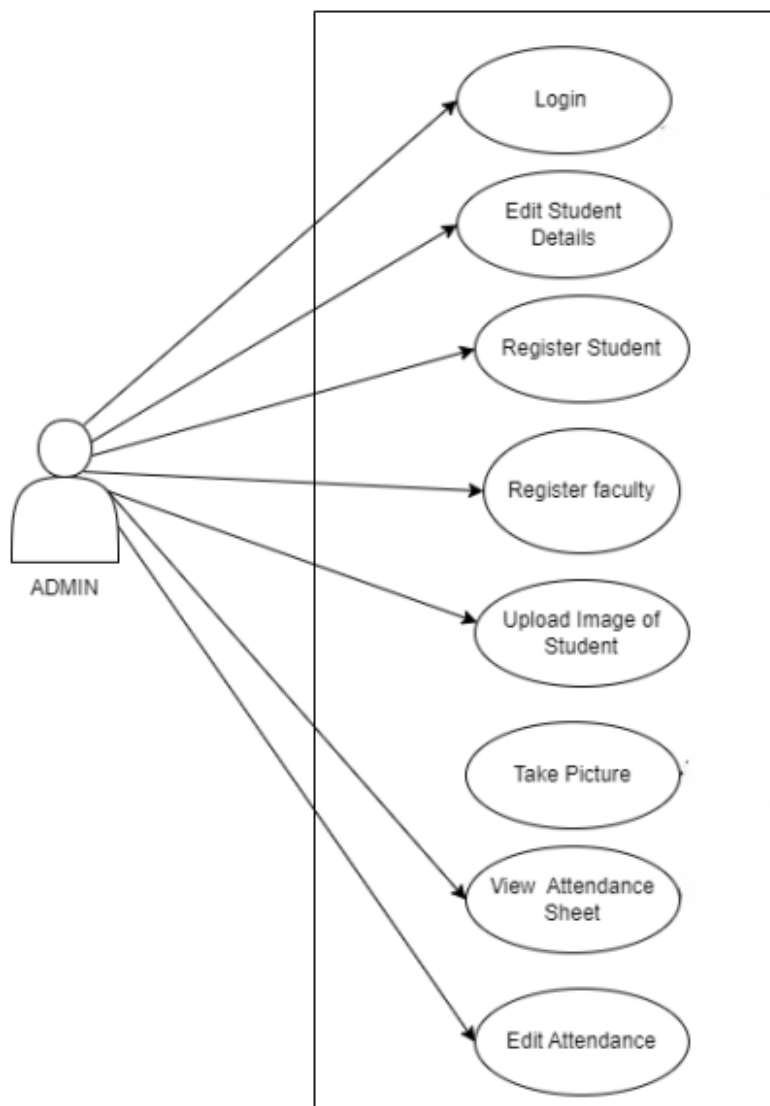 Login
Edit Student
Details
Register Student
Register faculty
ADMIN
Upload Image of
Student
Take Picture
View Attendance
Sheet
Edit Attendance